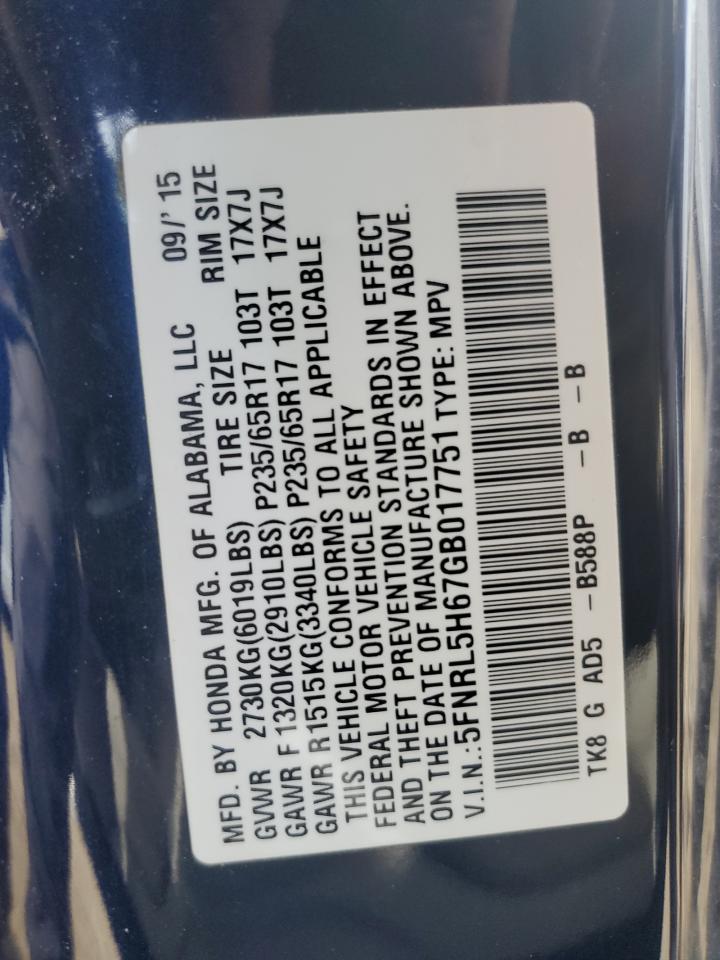 MFD. BY HONDA MFG. OF ALABAMA, LLC 09/' 15
GVWR 2730KG(6019LBS) TIRE SIZE RIM SIZE
GAWR F 1320KG(2910LBS) P235/65R17 103T 17X7J
GAWR R1515KG(3340LBS) P235/65R17 103T 17X7J
THIS VEHICLE CONFORMS TO ALL APPLICABLE
FEDERAL MOTOR VEHICLE SAFETY
AND THEFT PREVENTION STANDARDS IN EFFECT
ON THE DATE OF MANUFACTURE SHOWN ABOVE.
V.I.N.:5FNRL5H67GB017751 TYPE: MPV
TK8 G AD5 -B588P -B -B